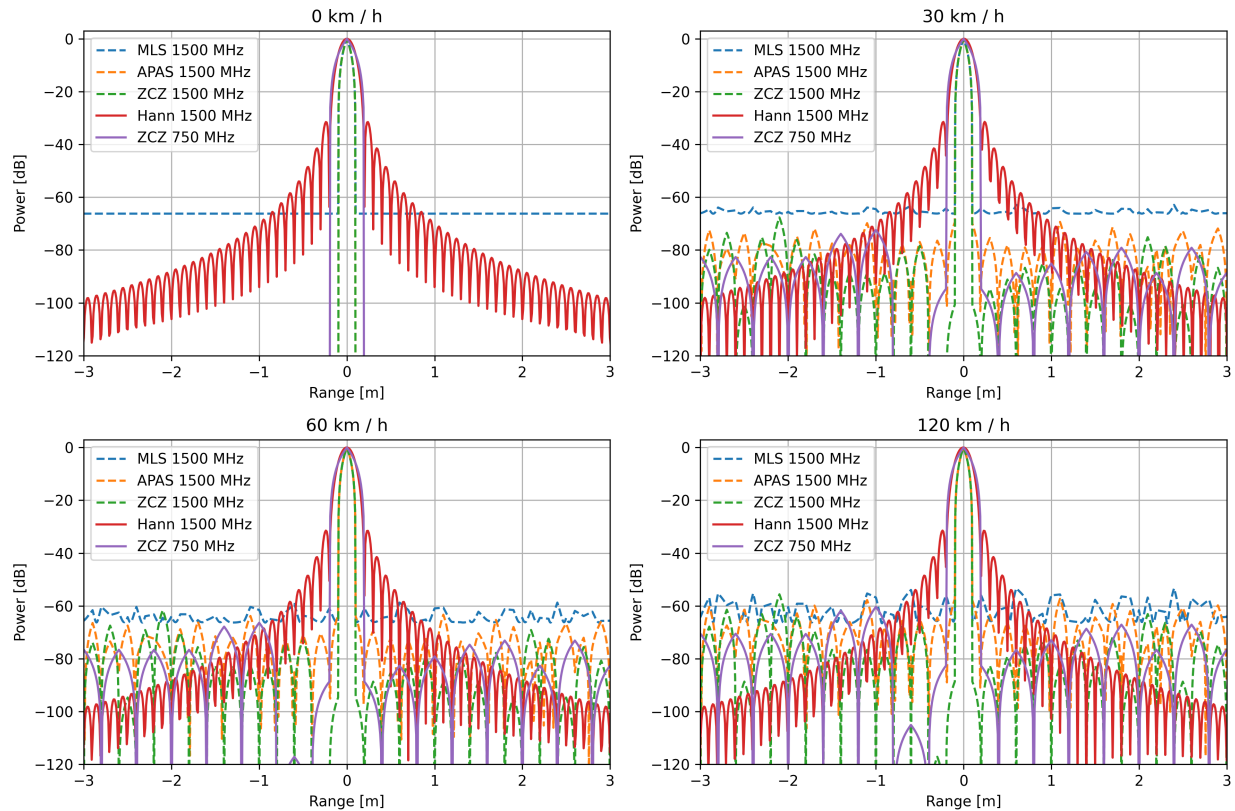 0 km / h
0
−20
−40
−60
−80
−100
−120
Power [dB]
MLS 1500 MHz
APAS 1500 MHz
ZCZ 1500 MHz
Hann 1500 MHz
ZCZ 750 MHz
−3
−2
−1
0
1
2
3
Range [m]
30 km / h
0
−20
−40
−60
−80
−100
−120
Power [dB]
MLS 1500 MHz
APAS 1500 MHz
ZCZ 1500 MHz
Hann 1500 MHz
ZCZ 750 MHz
−3
−2
−1
0
1
2
3
Range [m]
60 km / h
0
−20
−40
−60
−80
−100
−120
Power [dB]
MLS 1500 MHz
APAS 1500 MHz
ZCZ 1500 MHz
Hann 1500 MHz
ZCZ 750 MHz
−3
−2
−1
0
1
2
3
Range [m]
120 km / h
0
−20
−40
−60
−80
−100
−120
Power [dB]
MLS 1500 MHz
APAS 1500 MHz
ZCZ 1500 MHz
Hann 1500 MHz
ZCZ 750 MHz
−3
−2
−1
0
1
2
3
Range [m]